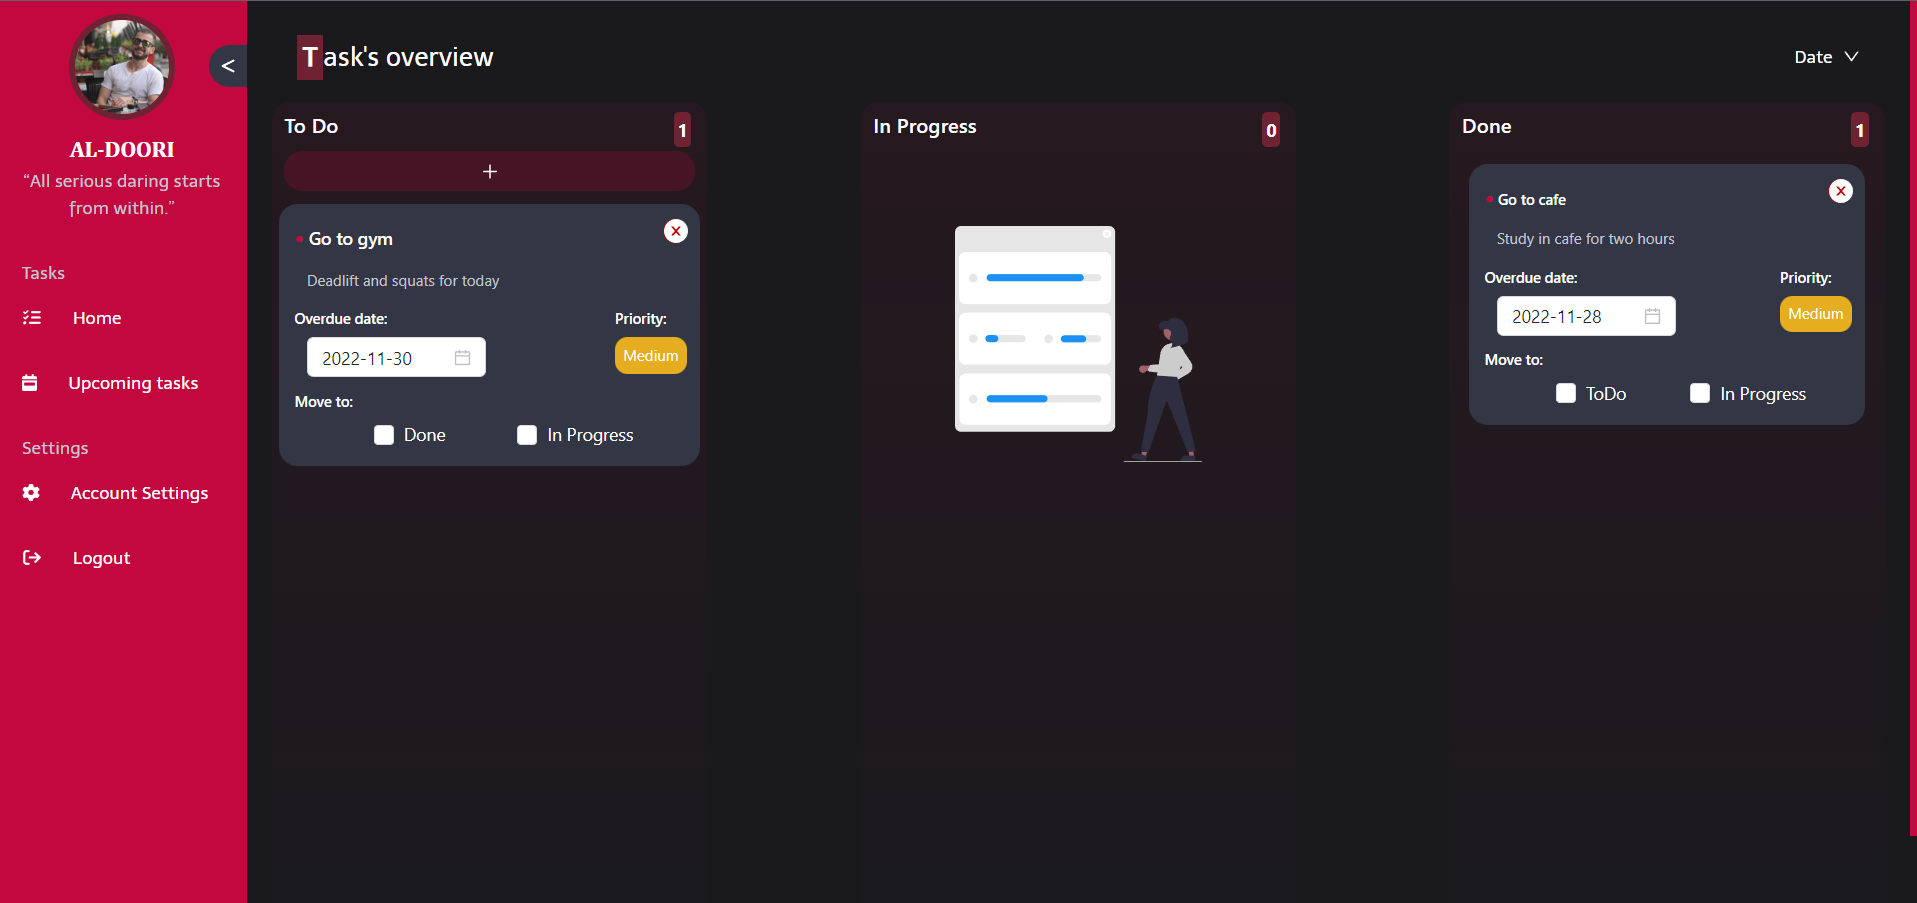 <
AL-DOORI
“All serious daring starts
from within.”
Tasks
Home
Upcoming tasks
Settings
Account Settings
Logout
Task's overview
Date
To Do
1
+
Go to gym
Deadlift and squats for today
Overdue date:
Priority:
2022-11-30
Medium
Move to:
Done
In Progress
In Progress
0
Done
1
Go to cafe
Study in cafe for two hours
Overdue date:
Priority:
2022-11-28
Medium
Move to:
ToDo
In Progress